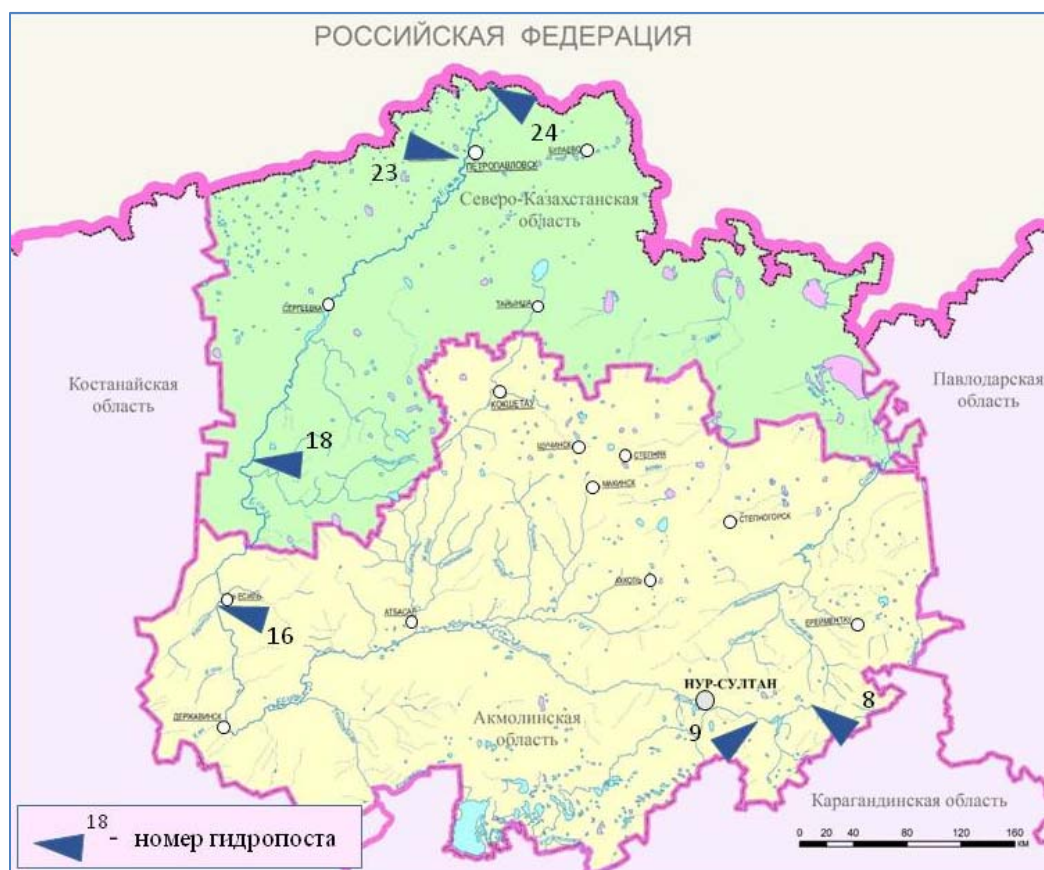 РОССИЙСКАЯ ФЕДЕРАЦИЯ
24
23
ПЕТРОПАВЛОВСК
БУЛАЕВО
Северо-Казахстанская
область
СЕРГЕЕВКА
ТАЙЫНША
Костанайская
область
Павлодарская
область
КОКШЕТАУ
18
ЩУЧИНСК
СТЕПНЯК
МАКИНСК
СТЕПНОГОРСК
ЕСИЛЬ
АККОЛЬ
16
АТБАСАР
ЕРЕЙМЕНТАУ
НУР-СУЛТАН
8
ДЕРЖАВИНСК
Акмолинская
область
9
Карагандинская область
18 - номер гидропоста
0 20 40 80 120 160
КМ